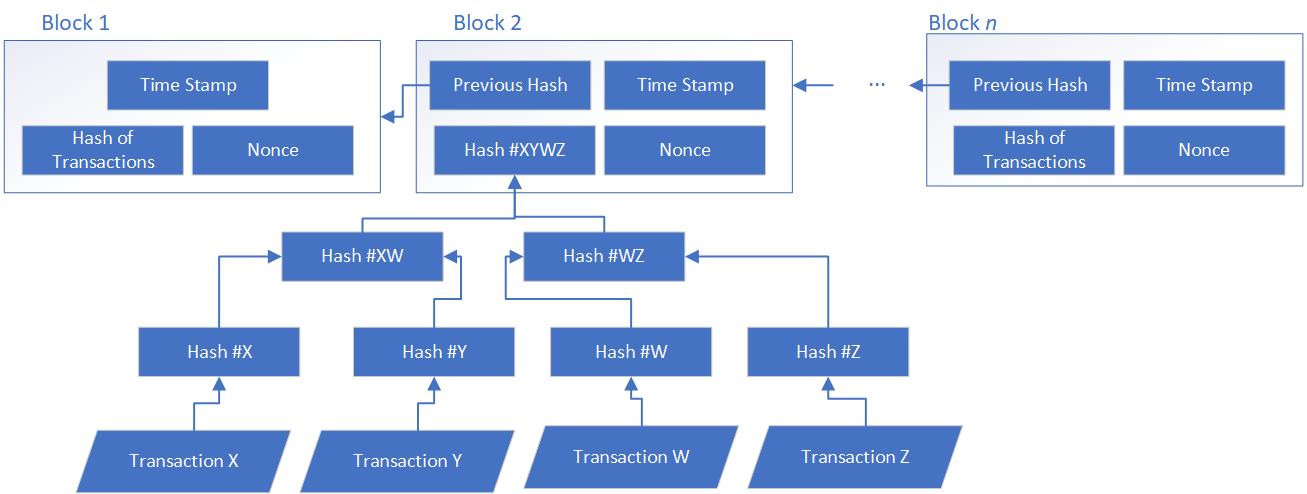 Block 1
Block 2
Block n
Time Stamp
Previous Hash
Time Stamp
...
Previous Hash
Time Stamp
Hash of
Transactions
Nonce
Hash #XYWZ
Nonce
Hash of
Transactions
Nonce
Hash #XW
Hash #WZ
Hash #X
Hash #Y
Hash #W
Hash #Z
Transaction X
Transaction Y
Transaction W
Transaction Z